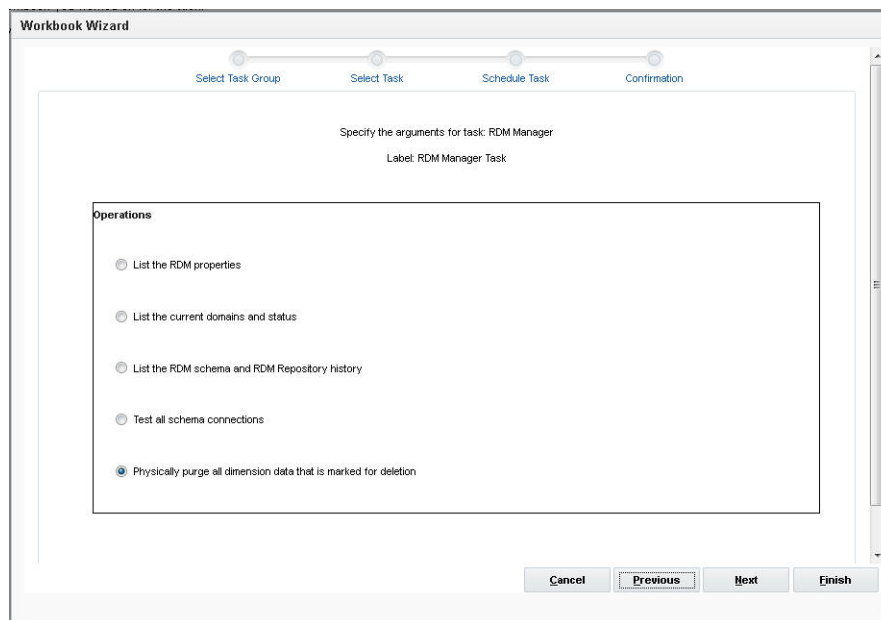 Workbook Wizard
Select Task Group
Select Task
Schedule Task
Confirmation
Specify the arguments for task: RDM Manager
Label: RDM Manager Task
Operations
List the RDM properties
List the current domains and status
List the RDM schema and RDM Repository history
Test all schema connections
Physically purge all dimension data that is marked for deletion
Cancel
Previous
Next
Finish